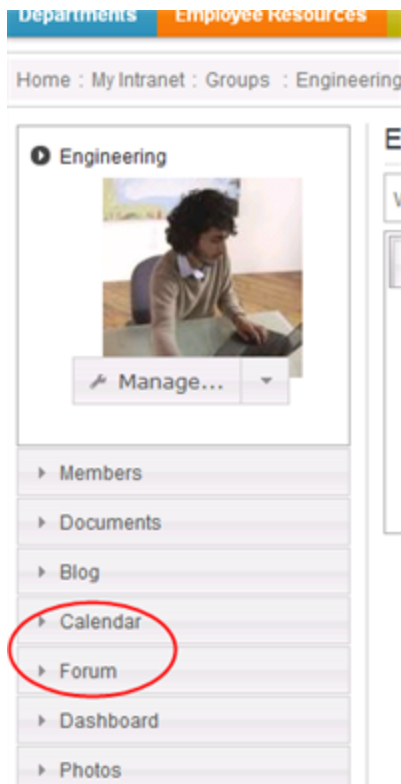 Departments Employee Resources
Home : My Intranet : Groups : Engineering
Engineering
Manage...
Members
Documents
Blog
Calendar
Forum
Dashboard
Photos